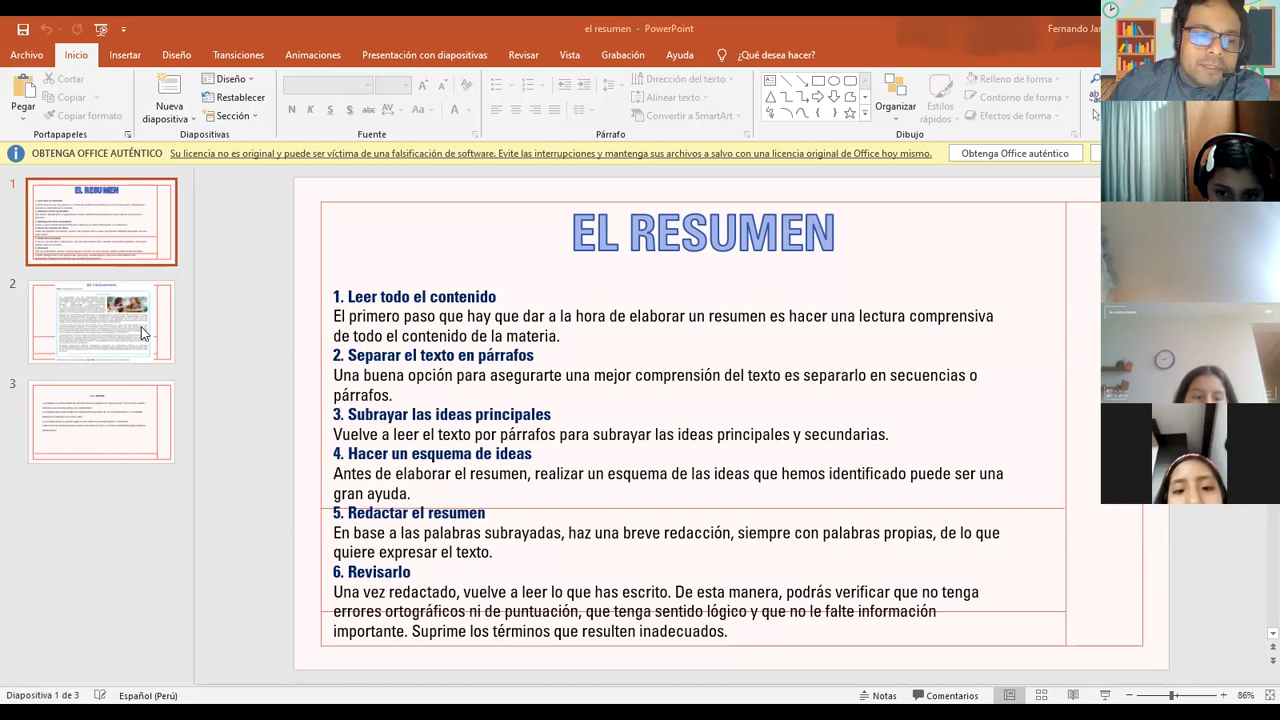 el resumen - PowerPoint
Fernando Jar
Archivo Inicio Insertar Diseño Transiciones Animaciones Presentación con diapositivas Revisar Vista Grabación Ayuda ¿Qué desea hacer?
Pegar
Cortar
Copiar
Copiar formato
Portapapeles
Nueva
diapositiva
Diseño
Restablecer
Sección
Diapositivas
N K S S abc AV Aa A
Fuente
Dirección del texto
Alinear texto
Convertir a SmartArt
Párrafo
Organizar
Estilos
rápidos
Relleno de forma
Contorno de forma
Efectos de forma
Dibujo
OBTENGA OFFICE AUTÉNTICO Su licencia no es original y puede ser víctima de una falsificación de software. Evite las interrupciones y mantenga sus archivos a salvo con una licencia original de Office hoy mismo. Obtenga Office auténtico
1
EL RESUMEN
2
3
EL RESUMEN
1. Leer todo el contenido
El primero paso que hay que dar a la hora de elaborar un resumen es hacer una lectura comprensiva
de todo el contenido de la materia.
2. Separar el texto en párrafos
Una buena opción para asegurarte una mejor comprensión del texto es separarlo en secuencias o
párrafos.
3. Subrayar las ideas principales
Vuelve a leer el texto por párrafos para subrayar las ideas principales y secundarias.
4. Hacer un esquema de ideas
Antes de elaborar el resumen, realizar un esquema de las ideas que hemos identificado puede ser una
gran ayuda.
5. Redactar el resumen
En base a las palabras subrayadas, haz una breve redacción, siempre con palabras propias, de lo que
quiere expresar el texto.
6. Revisarlo
Una vez redactado, vuelve a leer lo que has escrito. De esta manera, podrás verificar que no tenga
errores ortográficos ni de puntuación, que tenga sentido lógico y que no le falte información
importante. Suprime los términos que resulten inadecuados.
Diapositiva 1 de 3 Español (Perú) Notas Comentarios 86%